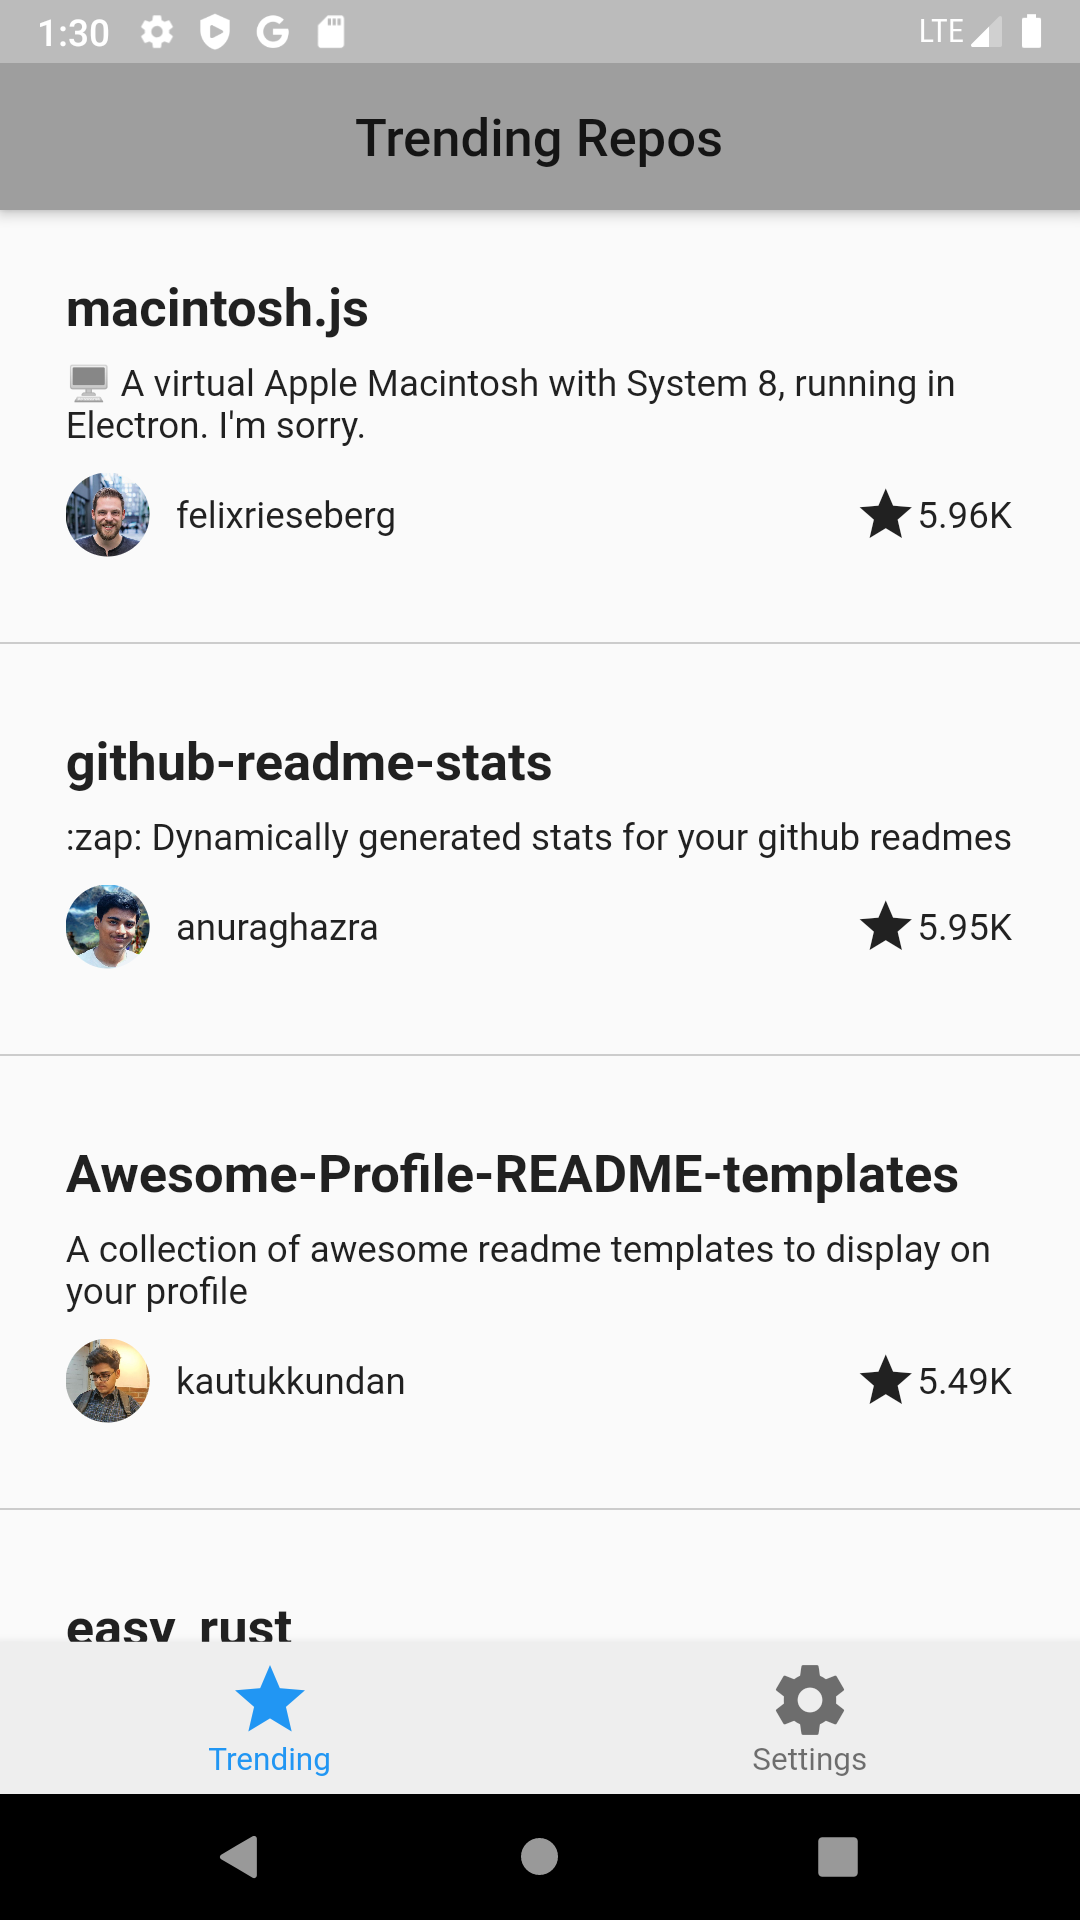 1:30
LTE
Trending Repos
macintosh.js
🖥️ A virtual Apple Macintosh with System 8, running in
Electron. I'm sorry.
felixrieseberg
5.96K
github-readme-stats
:zap: Dynamically generated stats for your github readmes
anuraghazra
5.95K
Awesome-Profile-README-templates
A collection of awesome readme templates to display on
your profile
kautukkundan
5.49K
easy_rust
Trending
Settings